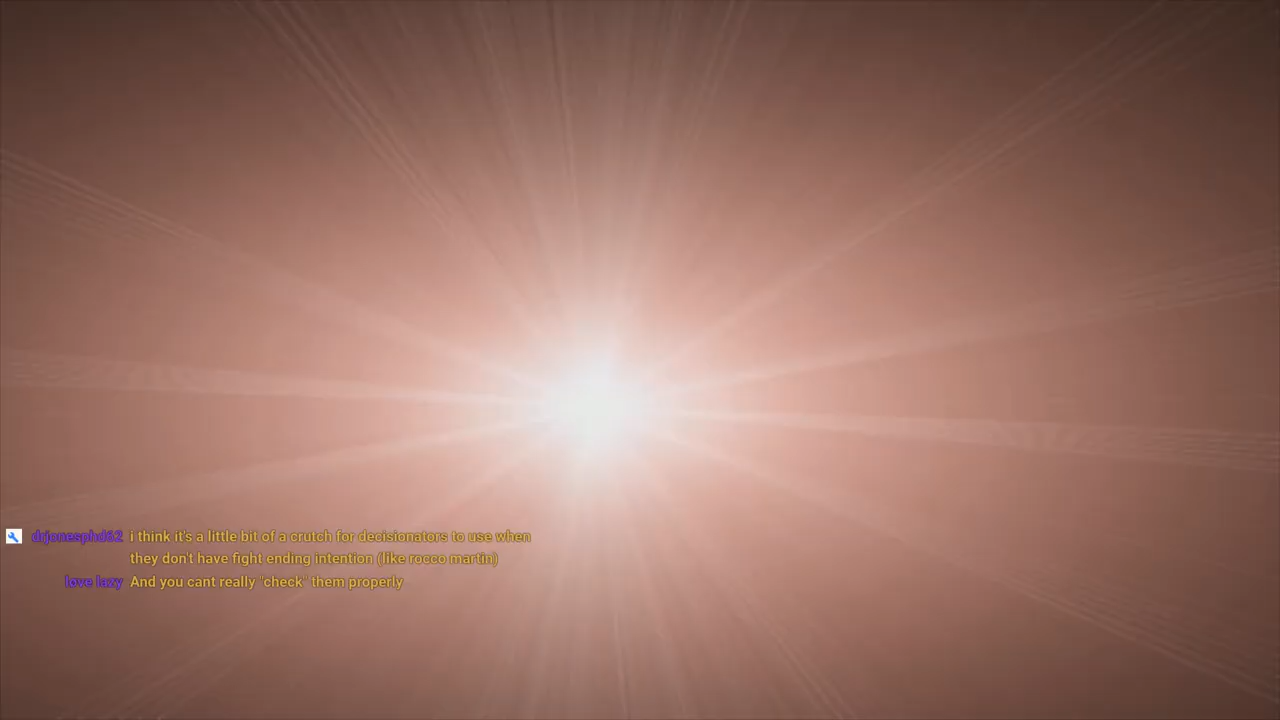 drjonesphd62 i think it's a little bit of a crutch for decisionators to use when
they don't have fight ending intention (like rocco martin)
love lazy And you cant really "check" them properly